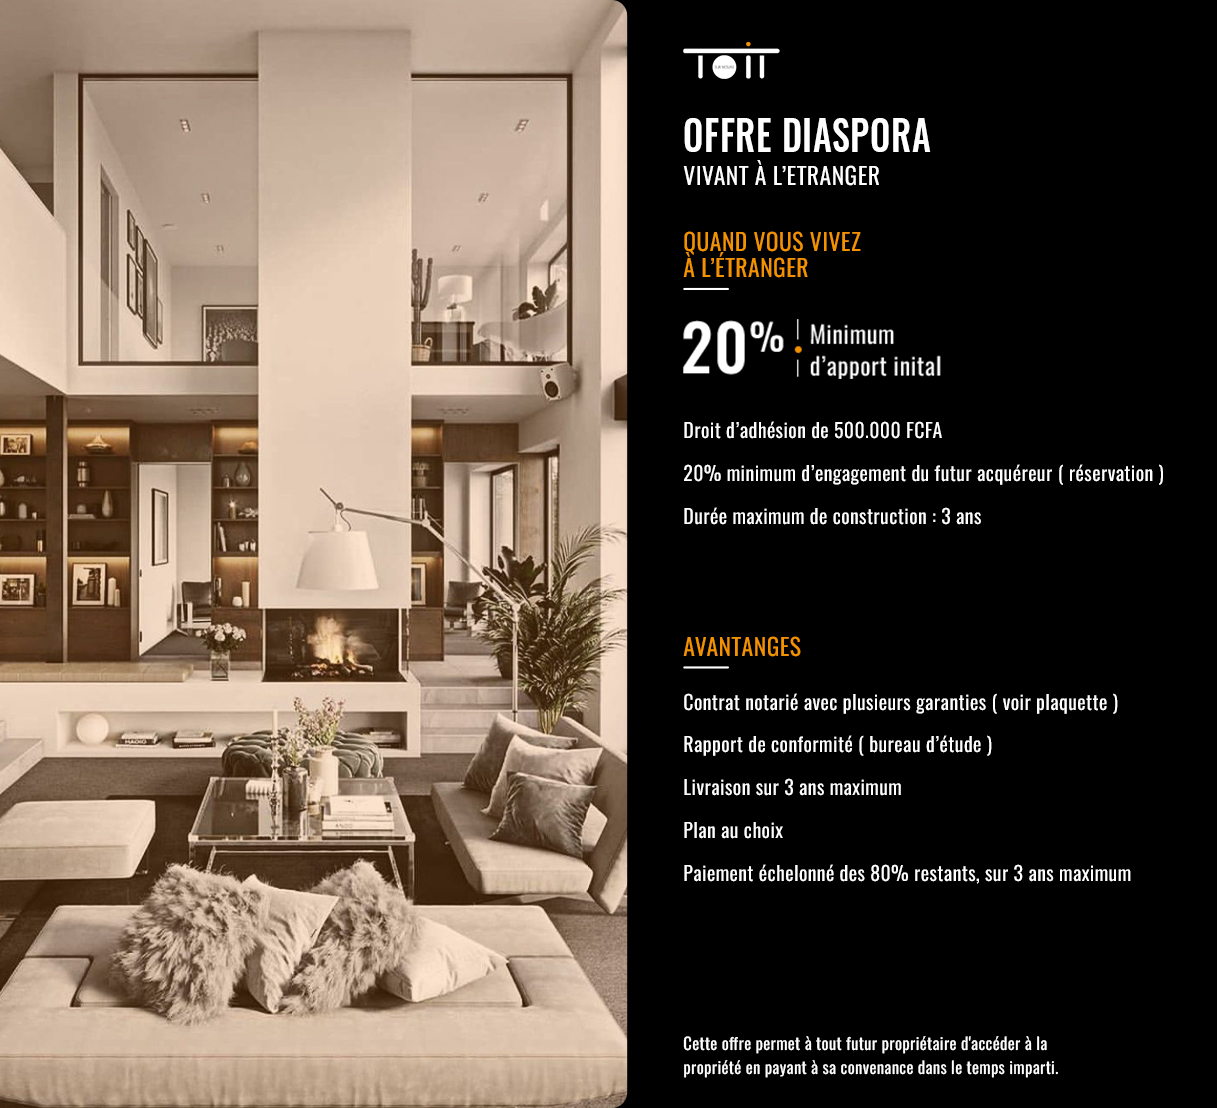 TOIT
OFFRE DIASPORA
VIVANT À L’ETRANGER
QUAND VOUS VIVEZ
À L’ÉTRANGER
20% Minimum
d’apport inital
Droit d’adhésion de 500.000 FCFA
20% minimum d’engagement du futur acquéreur ( réservation )
Durée maximum de construction : 3 ans
AVANTANGES
Contrat notarié avec plusieurs garanties ( voir plaquette )
Rapport de conformité ( bureau d’étude )
Livraison sur 3 ans maximum
Plan au choix
Paiement échelonné des 80% restants, sur 3 ans maximum
Cette offre permet à tout futur propriétaire d'accéder à la
propriété en payant à sa convenance dans le temps imparti.